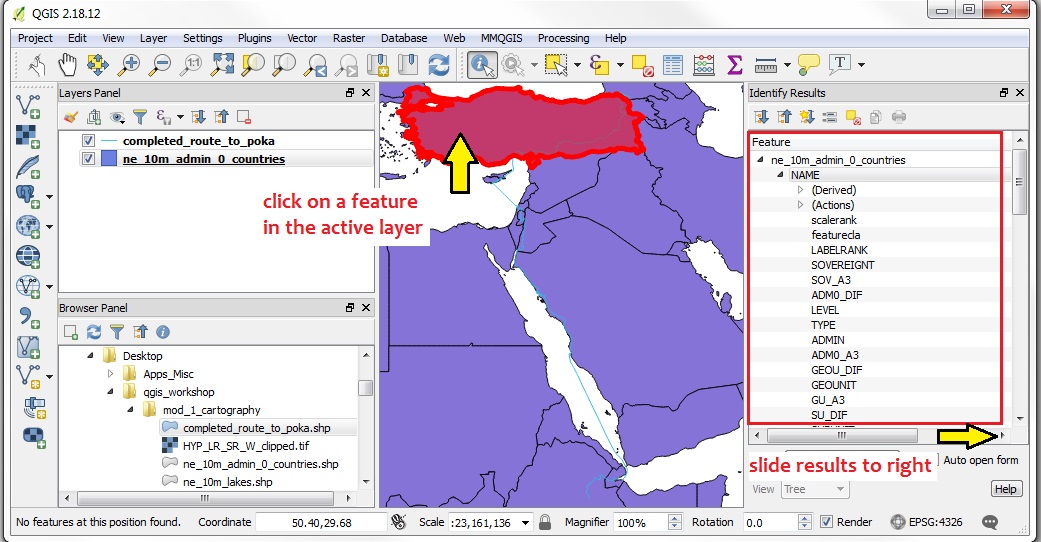 QGIS 2.18.12
Project Edit View Layer Settings Plugins Vector Raster Database Web MMQGIS Processing Help
1:1
T
Layers Panel
completed_route_to_poka
ne_10m_admin_0_countries
click on a feature
in the active layer
Browser Panel
Desktop
Apps_Misc
qgis_workshop
mod_1_cartography
completed_route_to_poka.shp
HYP_LR_SR_W_clipped.tif
ne_10m_admin_0_countries.shp
ne_10m_lakes.shp
Identify Results
Feature
ne_10m_admin_0_countries
NAME
(Derived)
(Actions)
scalerank
featurecla
LABELRANK
SOVEREIGNT
SOV_A3
ADM0_DIF
LEVEL
TYPE
ADMIN
ADM0_A3
GEOU_DIF
GEOUNIT
GU_A3
SU_DIF
slide results to right
Auto open form
View Tree
Help
No features at this position found. Coordinate 50.40,29.68 Scale :23,161,136 Magnifier 100% Rotation 0.0 Render EPSG:4326